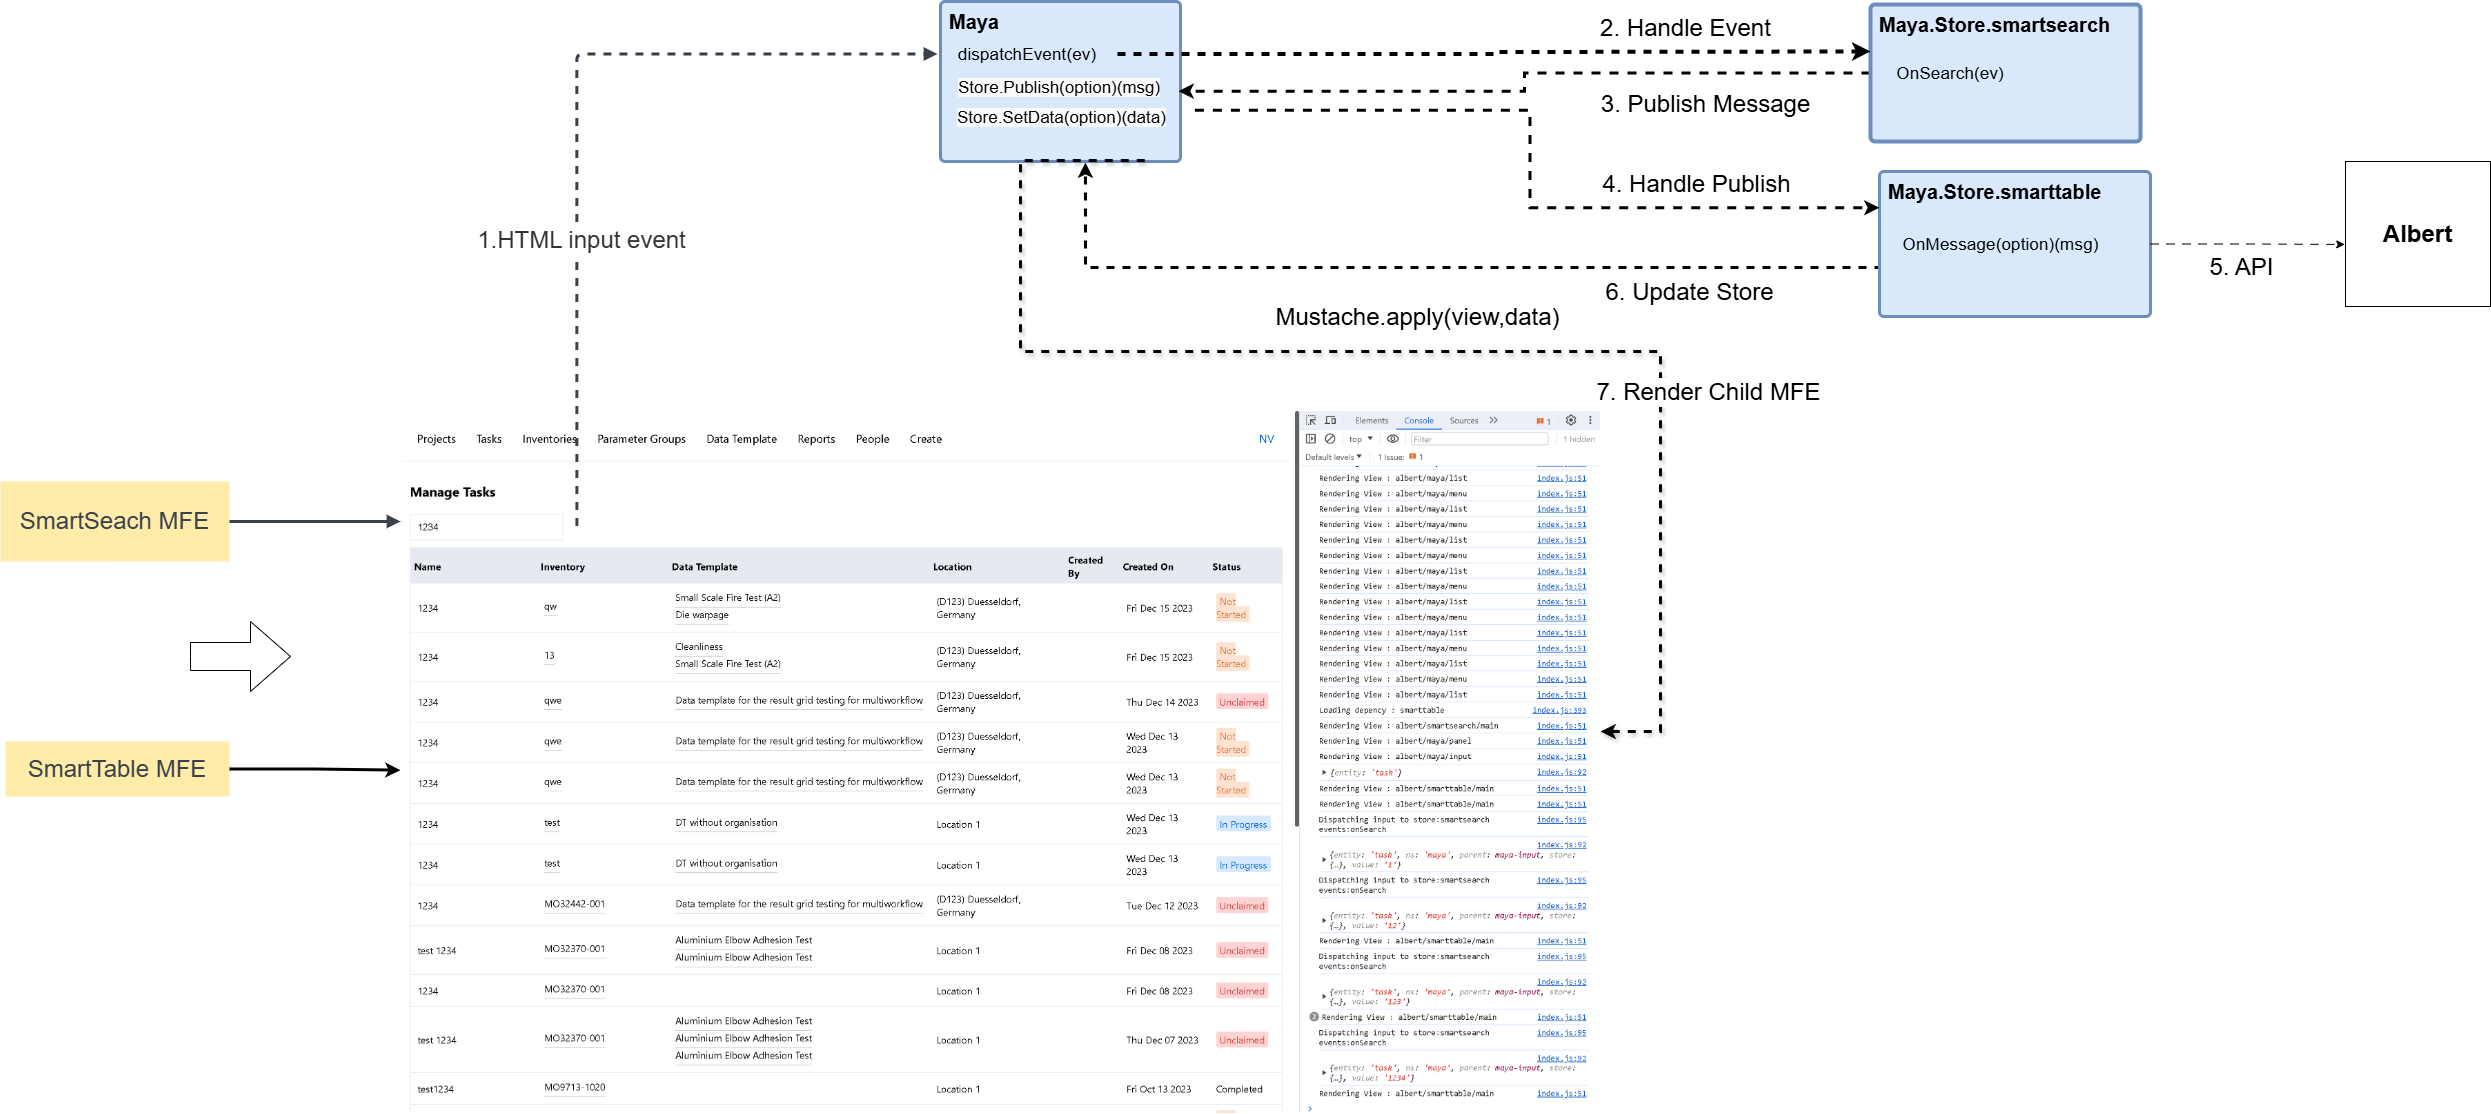 Maya
dispatchEvent(ev)
Store.Publish(option)(msg)
Store.SetData(option)(data)
2. Handle Event
3. Publish Message
Maya.Store.smartsearch
OnSearch(ev)
4. Handle Publish
Maya.Store.smarttable
OnMessage(option)(msg)
5. API
Albert
6. Update Store
1.HTML input event
Mustache.apply(view,data)
7. Render Child MFE
SmartSeach MFE
SmartTable MFE
Projects Tasks Inventories Parameter Groups Data Template Reports People Create NV
Manage Tasks
1234
Name Inventory Data Template Location Created By Created On Status
1234 qw Small Scale Fire Test (A2) Die warpage (D123) Duesseldorf, Germany Fri Dec 15 2023 Not Started
1234 13 Cleanliness Small Scale Fire Test (A2) (D123) Duesseldorf, Germany Fri Dec 15 2023 Not Started
1234 qwe Data template for the result grid testing for multiworkflow (D123) Duesseldorf, Germany Thu Dec 14 2023 Unclaimed
1234 qwe Data template for the result grid testing for multiworkflow (D123) Duesseldorf, Germany Wed Dec 13 2023 Not Started
1234 qwe Data template for the result grid testing for multiworkflow (D123) Duesseldorf, Germany Wed Dec 13 2023 Not Started
1234 test DT without organisation Location 1 Wed Dec 13 2023 In Progress
1234 test DT without organisation Location 1 Wed Dec 13 2023 In Progress
1234 MO32442-001 Data template for the result grid testing for multiworkflow (D123) Duesseldorf, Germany Tue Dec 12 2023 Unclaimed
test 1234 MO32370-001 Aluminium Elbow Adhesion Test Aluminium Elbow Adhesion Test Location 1 Fri Dec 08 2023 Unclaimed
1234 MO32370-001 Location 1 Fri Dec 08 2023 Unclaimed
test 1234 MO32370-001 Aluminium Elbow Adhesion Test Aluminium Elbow Adhesion Test Aluminium Elbow Adhesion Test Location 1 Thu Dec 07 2023 Unclaimed
test1234 MO9713-1020 Location 1 Fri Oct 13 2023 Completed
Elements Console Sources 1
top Filter 1 hidden
Default levels 1 Issue: 1
Rendering View : albert/maya/list index.js:51
Rendering View : albert/maya/menu index.js:51
Rendering View : albert/maya/list index.js:51
Rendering View : albert/maya/menu index.js:51
Rendering View : albert/maya/list index.js:51
Rendering View : albert/maya/menu index.js:51
Rendering View : albert/maya/list index.js:51
Rendering View : albert/maya/menu index.js:51
Rendering View : albert/maya/list index.js:51
Rendering View : albert/maya/menu index.js:51
Rendering View : albert/maya/list index.js:51
Rendering View : albert/maya/menu index.js:51
Rendering View : albert/maya/list index.js:51
Rendering View : albert/maya/menu index.js:51
Rendering View : albert/maya/list index.js:51
Loading depency : smarttable index.js:393
Rendering View : albert/smartsearch/main index.js:51
Rendering View : albert/maya/panel index.js:51
Rendering View : albert/maya/input index.js:51
{entity: 'task'} index.js:92
Rendering View : albert/smarttable/main index.js:51
Rendering View : albert/smarttable/main index.js:51
Dispatching input to store:smartsearch index.js:95
events:onSearch
index.js:92
{entity: 'task', ns: 'maya', parent: maya-input, store:
{…}, value: '1'}
Dispatching input to store:smartsearch index.js:95
events:onSearch
index.js:92
{entity: 'task', ns: 'maya', parent: maya-input, store:
{…}, value: '12'}
Rendering View : albert/smarttable/main index.js:51
Dispatching input to store:smartsearch index.js:95
events:onSearch
index.js:92
{entity: 'task', ns: 'maya', parent: maya-input, store:
{…}, value: '123'}
2 Rendering View : albert/smarttable/main index.js:51
Dispatching input to store:smartsearch index.js:95
events:onSearch
index.js:92
{entity: 'task', ns: 'maya', parent: maya-input, store:
{…}, value: '1234'}
Rendering View : albert/smarttable/main index.js:51